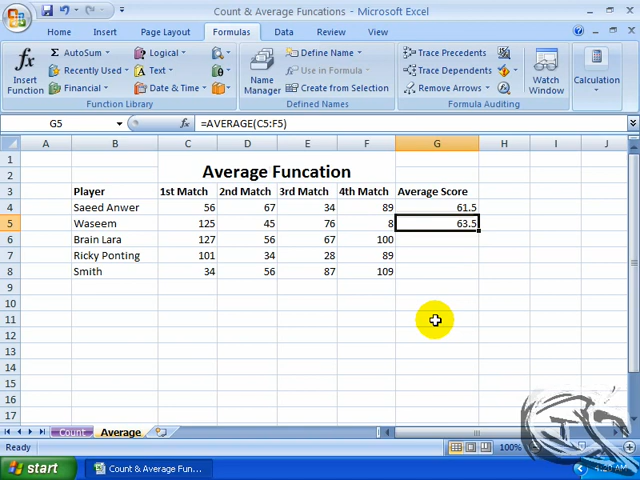 Count & Average Funcations - Microsoft Excel
Home Insert Page Layout Formulas Data Review View
fx Insert Function
AutoSum
Recently Used
Financial
Logical
Text
Date & Time
Function Library
Name Manager
Define Name
Use in Formula
Create from Selection
Defined Names
Trace Precedents
Trace Dependents
Remove Arrows
Formula Auditing
Watch Window
Calculation
G5 fx =AVERAGE(C5:F5)
A B C D E F G H I J
1
2 Average Funcation
3 Player 1st Match 2nd Match 3rd Match 4th Match Average Score
4 Saeed Anwer 56 67 34 89 61.5
5 Waseem 125 45 76 8 63.5
6 Brain Lara 127 56 67 100
7 Ricky Ponting 101 34 28 89
8 Smith 34 56 87 109
9
10
11
12
13
14
15
16
17
Count Average
Ready 100%
start Count & Average Fun...